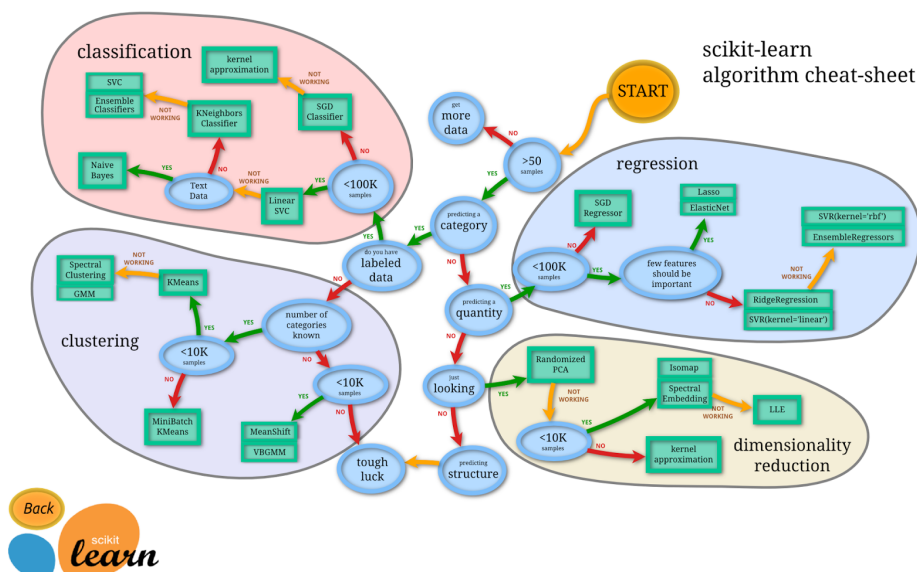 scikit-learn
algorithm cheat-sheet
START
get
more
data
NO
>50
samples
YES
predicting a
category
YES
NO
do you have
labeled
data
YES
NO
classification
kernel
approximation
NOT
WORKING
SGD
Classifier
NO
<100K
samples
YES
Linear
SVC
NOT
WORKING
Text
Data
YES
Naive
Bayes
NO
KNeighbors
Classifier
NOT
WORKING
SVC
Ensemble
Classifiers
regression
predicting a
quantity
YES
NO
<100K
samples
NO
SGD
Regressor
YES
few features
should be
important
YES
Lasso
ElasticNet
NO
RidgeRegression
SVR(kernel='linear')
NOT
WORKING
SVR(kernel='rbf')
EnsembleRegressors
clustering
number of
categories
known
YES
NO
<10K
samples
YES
KMeans
NOT
WORKING
Spectral
Clustering
GMM
NO
MiniBatch
KMeans
<10K
samples
YES
MeanShift
VBGMM
NO
tough
luck
just
looking
YES
NO
predicting
structure
dimensionality
reduction
Randomized
PCA
NOT
WORKING
<10K
samples
YES
Isomap
Spectral
Embedding
NOT
WORKING
LLE
NO
kernel
approximation
Back
scikit
learn